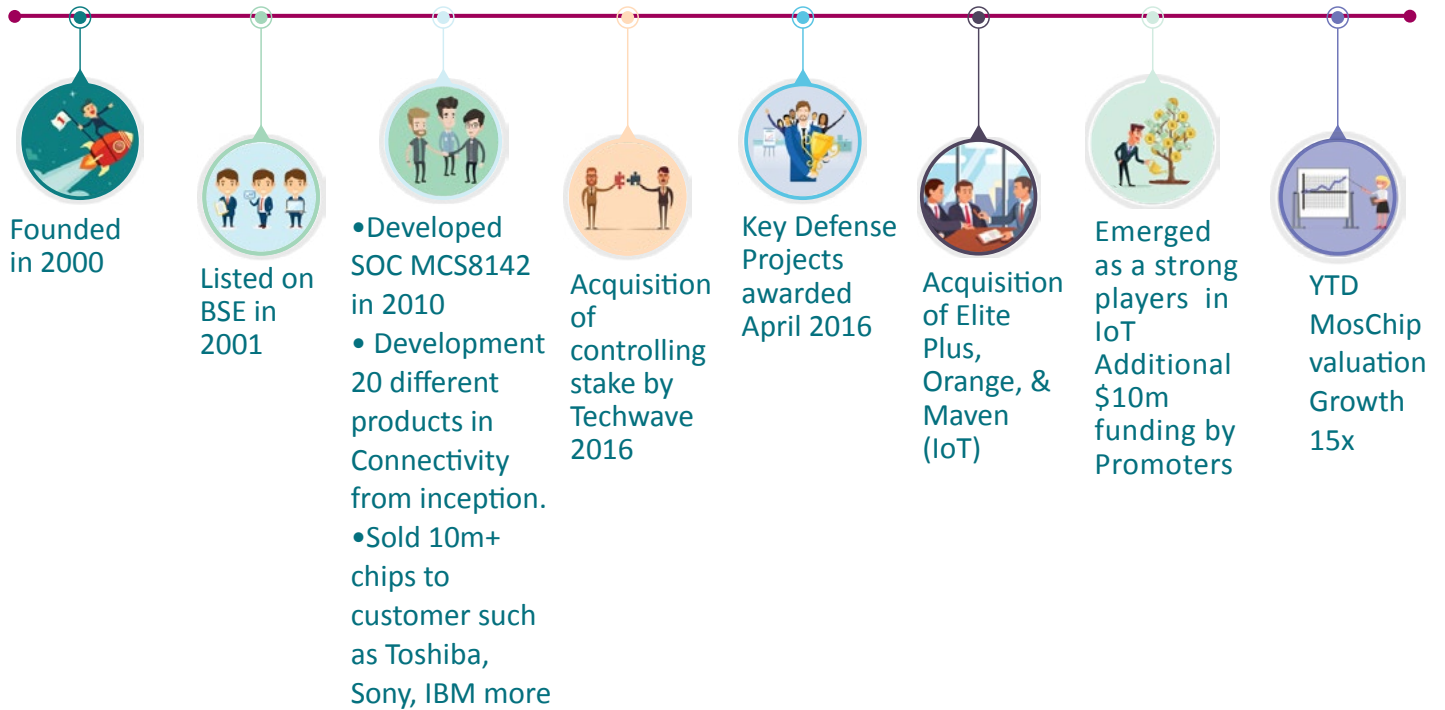 Founded
in 2000
Listed on
BSE in
2001
•Developed
SOC MCS8142
in 2010
• Development
20 different
products in
Connectivity
from inception.
•Sold 10m+
chips to
customer such
as Toshiba,
Sony, IBM more
Acquisition
of
controlling
stake by
Techwave
2016
Key Defense
Projects
awarded
April 2016
Acquisition
of Elite
Plus,
Orange, &
Maven
(IoT)
Emerged
as a strong
players in
IoT
Additional
$10m
funding by
Promoters
YTD
MosChip
valuation
Growth
15x